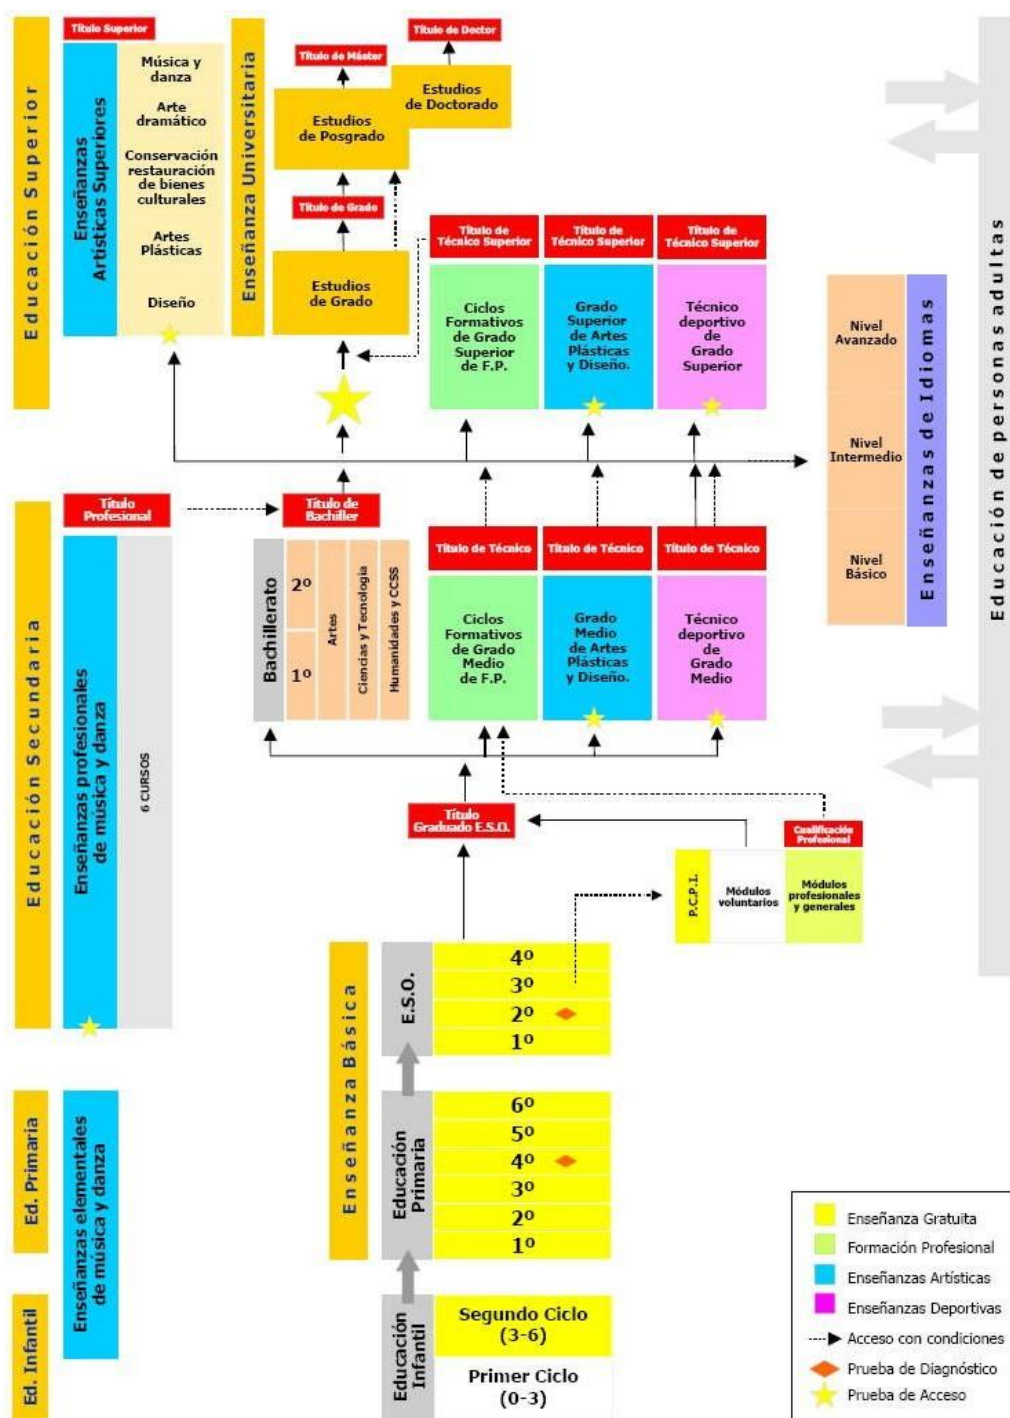 Educación Superior
Título Superior
Enseñanzas
Artísticas Superiores
Música y
danza
Arte
dramático
Conservación
restauración
de bienes
culturales
Artes
Plásticas
Diseño
Enseñanza Universitaria
Título de Doctor
Título de Máster
Estudios
de Doctorado
Estudios
de Posgrado
Título de Grado
Estudios
de Grado
Título de
Técnico Superior
Título de
Técnico Superior
Título de
Técnico Superior
Ciclos
Formativos
de Grado
Superior
de F.P.
Grado
Superior
de Artes
Plásticas
y Diseño.
Técnico
deportivo
de
Grado
Superior
Nivel
Avanzado
Nivel
Intermedio
Nivel
Básico
Enseñanzas de Idiomas
Educación de personas adultas
Educación Secundaria
Título
Profesional
Enseñanzas profesionales
de música y danza
6 CURSOS
Título de
Bachiller
Bachillerato
2º
1º
Artes
Ciencias y Tecnología
Humanidades y CCSS
Título de Técnico
Título de Técnico
Título de Técnico
Ciclos
Formativos
de Grado
Medio
de F.P.
Grado
Medio
de Artes
Plásticas
y Diseño.
Técnico
deportivo
de
Grado
Medio
Título
Graduado E.S.O.
Cualificación
Profesional
P.C.P.I.
Módulos
voluntarios
Módulos
profesionales
y generales
Enseñanza Básica
E.S.O.
4º
3º
2º
1º
Ed. Primaria
Enseñanzas elementales
de música y danza
Educación
Primaria
6º
5º
4º
3º
2º
1º
Ed. Infantil
Educación
Infantil
Segundo Ciclo
(3-6)
Primer Ciclo
(0-3)
Enseñanza Gratuita
Formación Profesional
Enseñanzas Artísticas
Enseñanzas Deportivas
Acceso con condiciones
Prueba de Diagnóstico
Prueba de Acceso